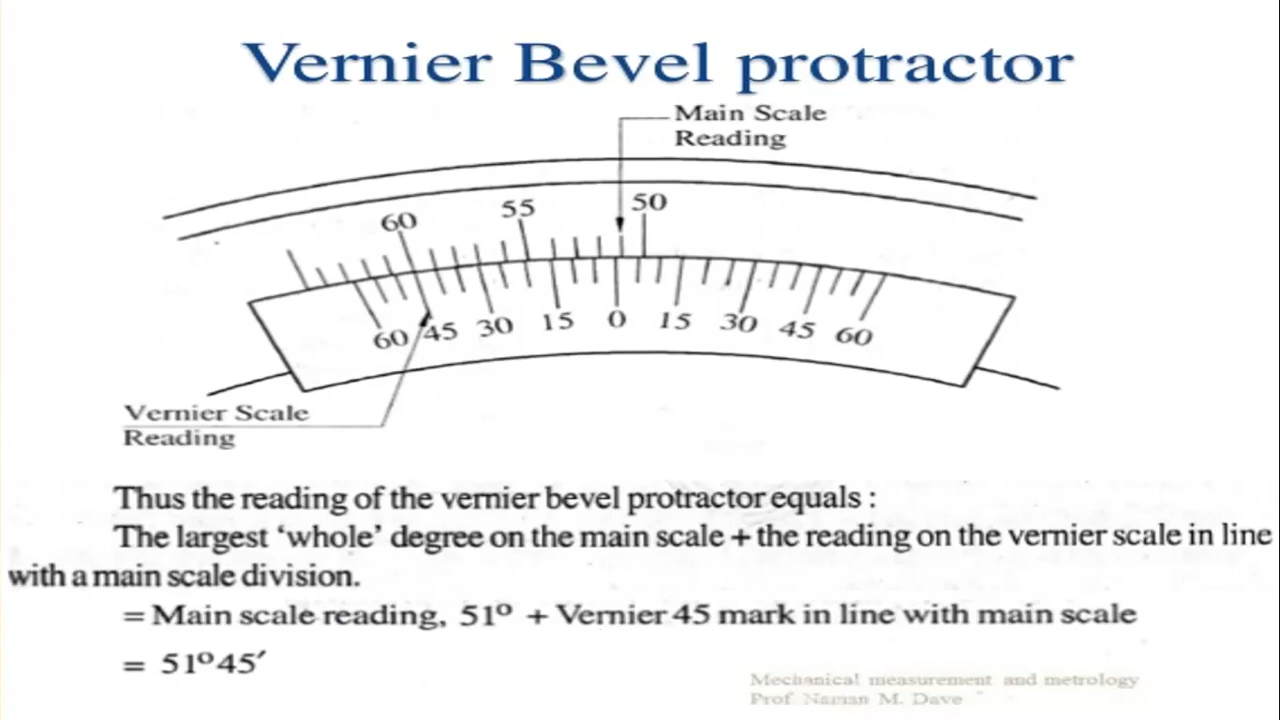 Vernier Bevel protractor
Main Scale
Reading
60 55 50
60 45 30 15 0 15 30 45 60
Vernier Scale
Reading
Thus the reading of the vernier bevel protractor equals :
The largest ‘whole’ degree on the main scale + the reading on the vernier scale in line
with a main scale division.
= Main scale reading, 51° + Vernier 45 mark in line with main scale
= 51°45′
Mechanical measurement and metrology
Prof. Naman M. Dave